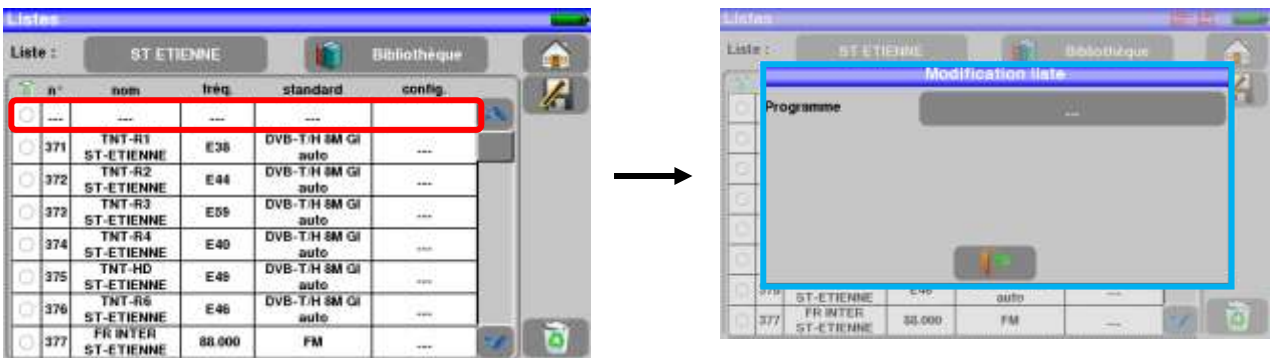 Listes
Liste : ST ETIENNE Bibliothèque
n° nom fréq. standard config.
--- --- --- ---
371 TNT-R1 ST-ETIENNE E38 DVB-T/H 8M GI auto ---
372 TNT-R2 ST-ETIENNE E44 DVB-T/H 8M GI auto ---
373 TNT-R3 ST-ETIENNE E59 DVB-T/H 8M GI auto ---
374 TNT-R4 ST-ETIENNE E40 DVB-T/H 8M GI auto ---
375 TNT-HD ST-ETIENNE E49 DVB-T/H 8M GI auto ---
376 TNT-R6 ST-ETIENNE E46 DVB-T/H 8M GI auto ---
377 FR INTER ST-ETIENNE 88.000 FM
Listes
Liste : ST ETIENNE Bibliothèque
Modification liste
Programme ---
376 ST-ETIENNE E46 auto ---
377 FR INTER ST-ETIENNE 88.000 FM ---